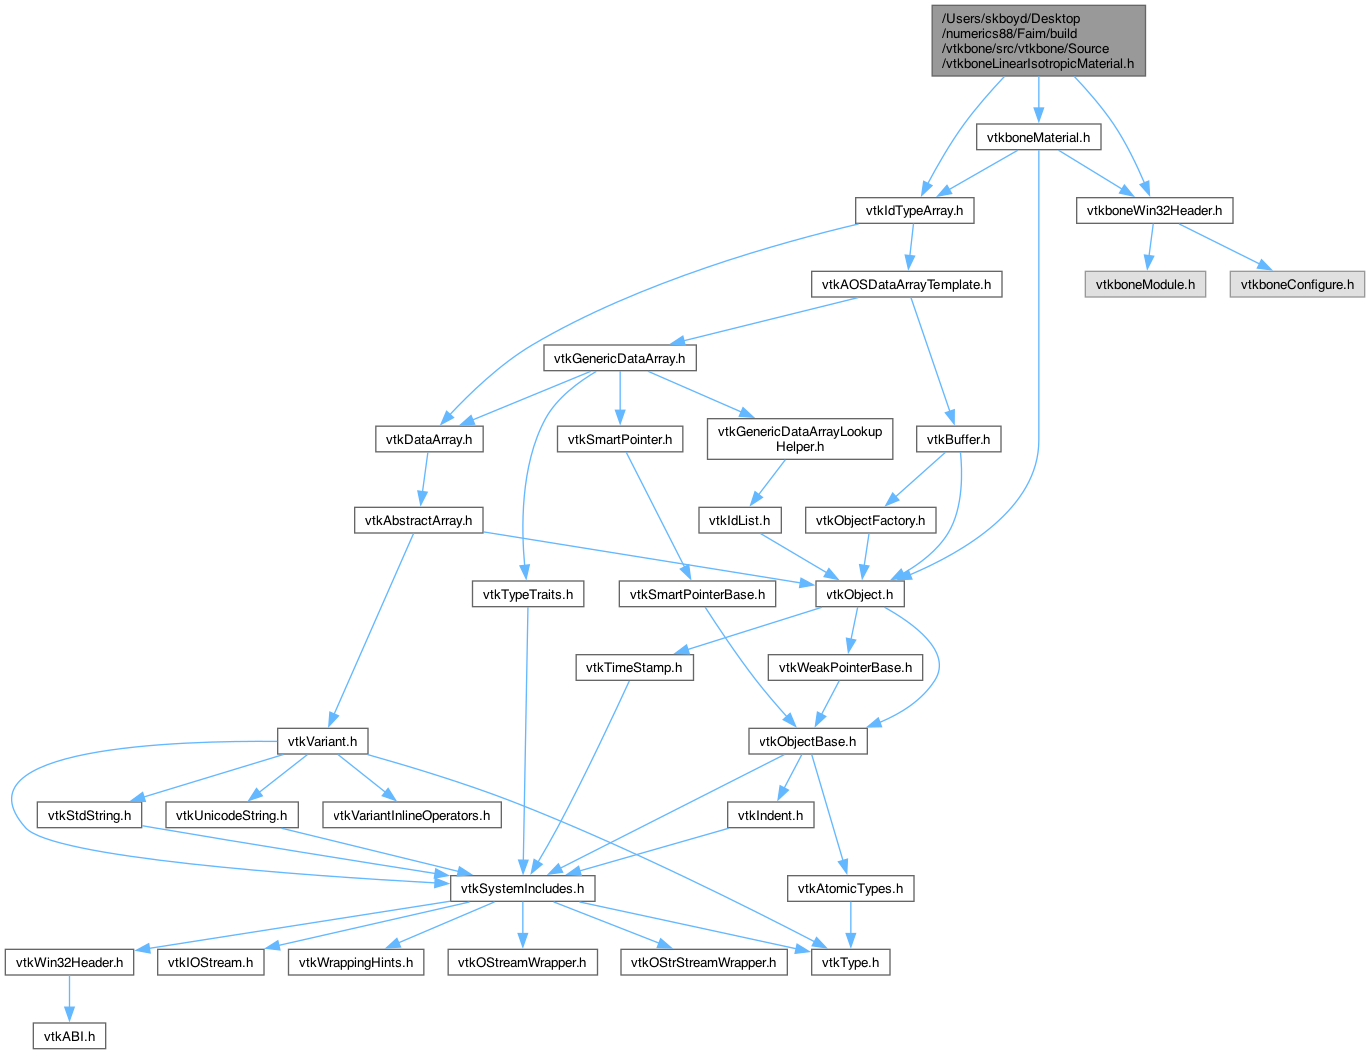 /Users/skboyd/Desktop
/numerics88/Faim/build
/vtkbone/src/vtkbone/Source
/vtkboneLinearIsotropicMaterial.h
vtkboneMaterial.h
vtkIdTypeArray.h
vtkboneWin32Header.h
vtkAOSDataArrayTemplate.h
vtkboneModule.h
vtkboneConfigure.h
vtkGenericDataArray.h
vtkDataArray.h
vtkSmartPointer.h
vtkGenericDataArrayLookup
Helper.h
vtkBuffer.h
vtkAbstractArray.h
vtkIdList.h
vtkObjectFactory.h
vtkTypeTraits.h
vtkSmartPointerBase.h
vtkObject.h
vtkTimeStamp.h
vtkWeakPointerBase.h
vtkVariant.h
vtkObjectBase.h
vtkStdString.h
vtkUnicodeString.h
vtkVariantInlineOperators.h
vtkIndent.h
vtkSystemIncludes.h
vtkAtomicTypes.h
vtkWin32Header.h
vtkIOStream.h
vtkWrappingHints.h
vtkOStreamWrapper.h
vtkOStrStreamWrapper.h
vtkType.h
vtkABI.h